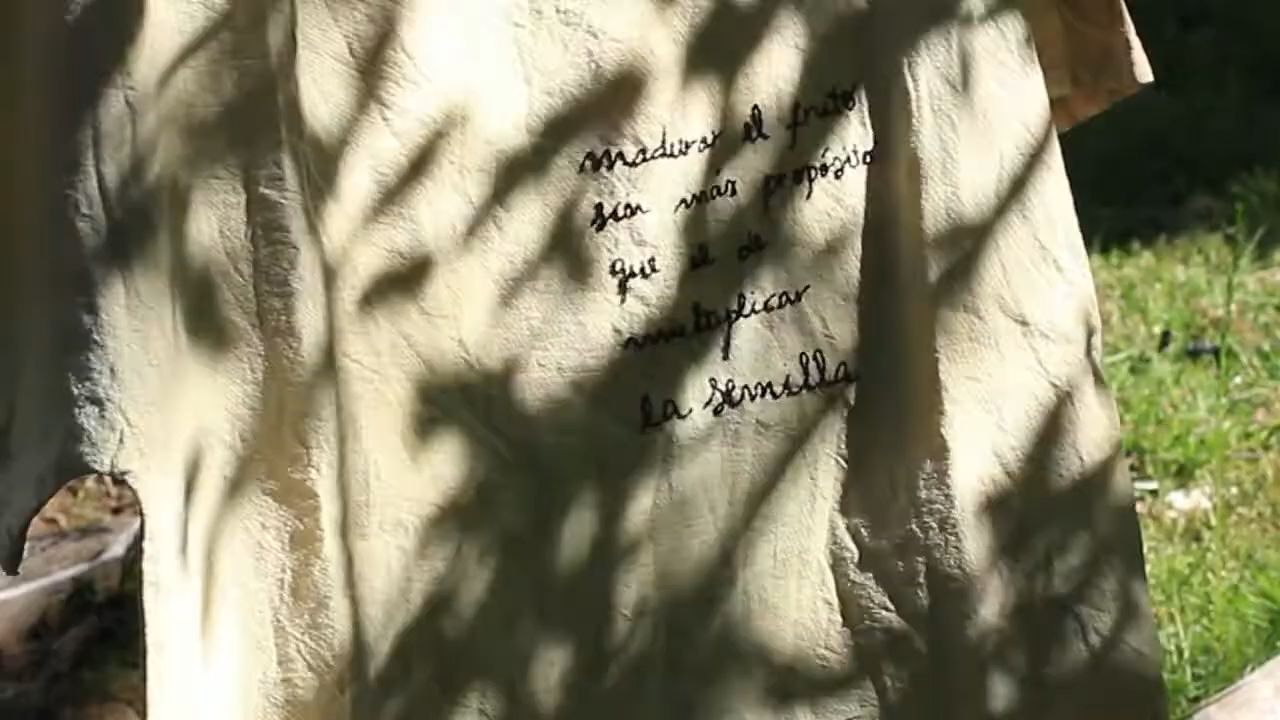 madurar el fruto
sin más propósito
que el de
multiplicar
la semilla